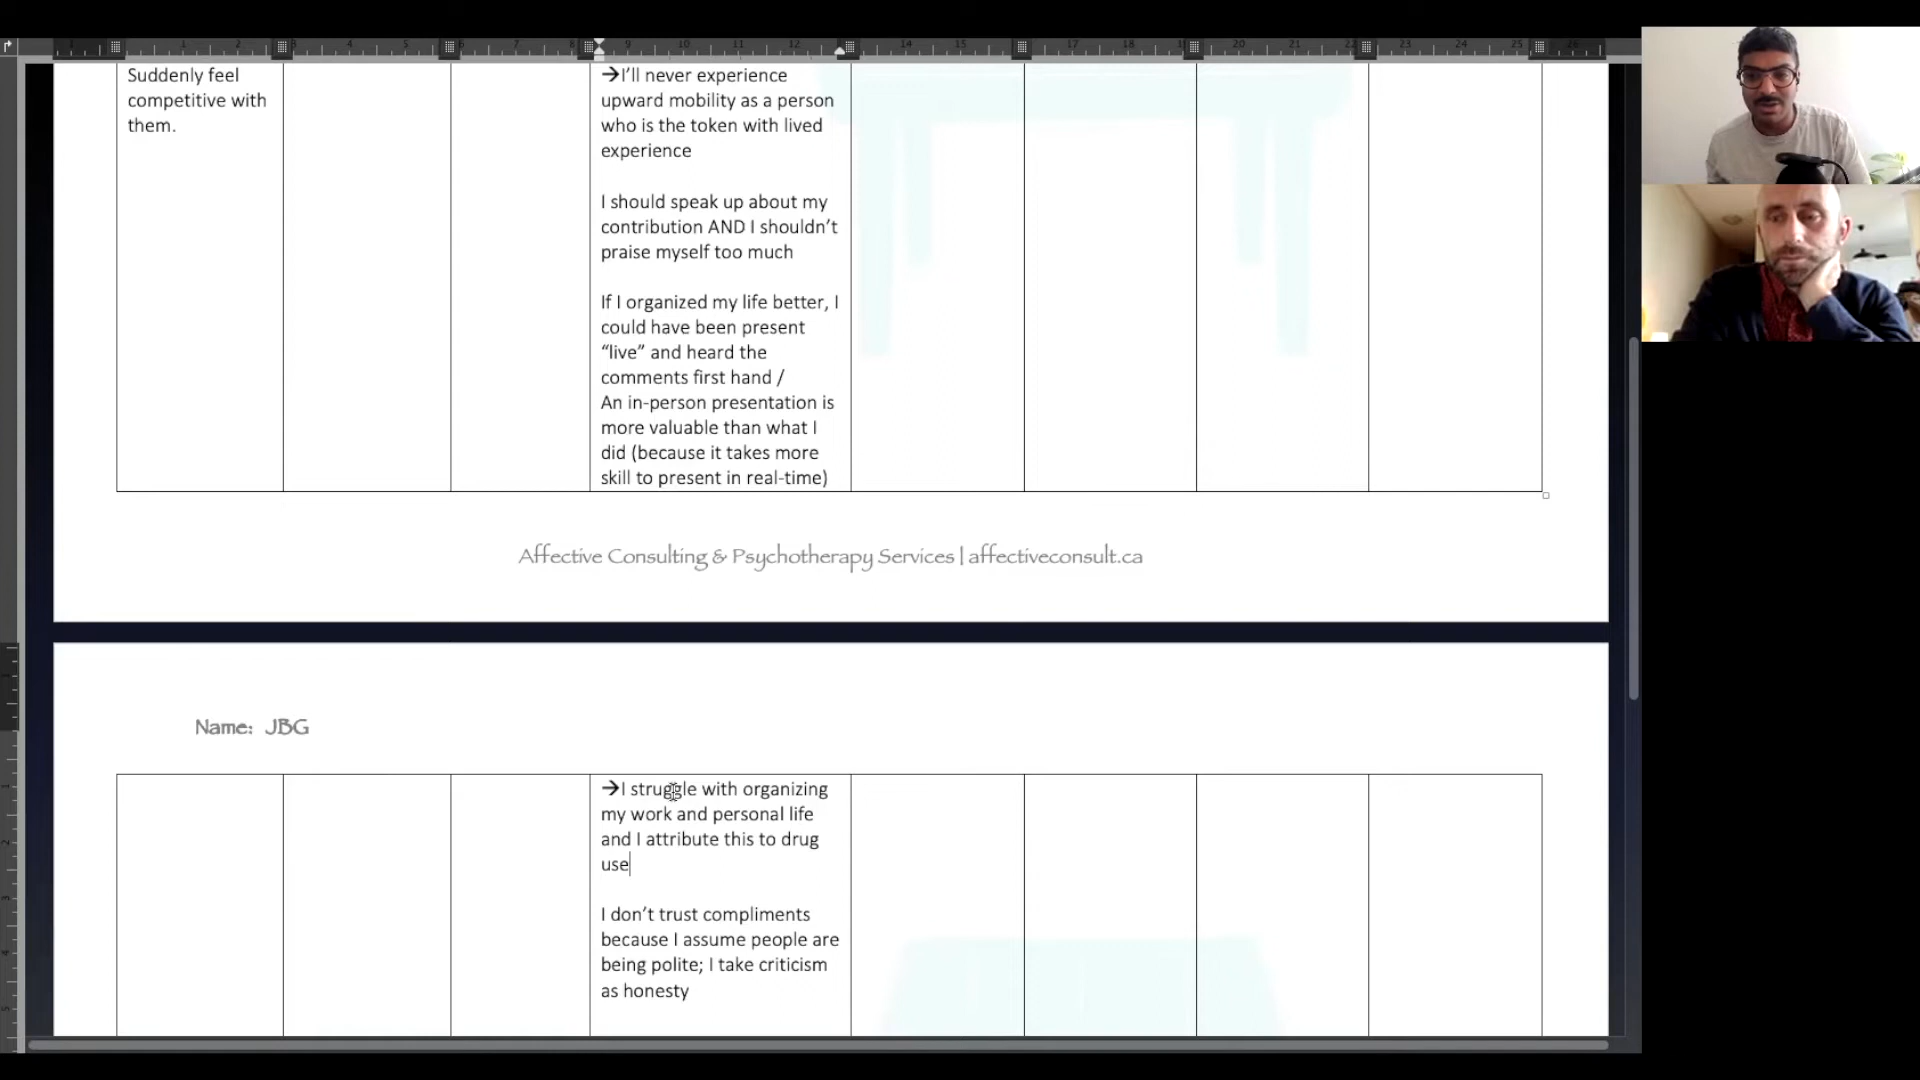 Suddenly feel
competitive with
them.
→I’ll never experience
upward mobility as a person
who is the token with lived
experience
I should speak up about my
contribution AND I shouldn’t
praise myself too much
If I organized my life better, I
could have been present
“live” and heard the
comments first hand /
An in-person presentation is
more valuable than what I
did (because it takes more
skill to present in real-time)
Affective Consulting & Psychotherapy Services | affectiveconsult.ca
Name: JBG
→I struggle with organizing
my work and personal life
and I attribute this to drug
use
I don’t trust compliments
because I assume people are
being polite; I take criticism
as honesty